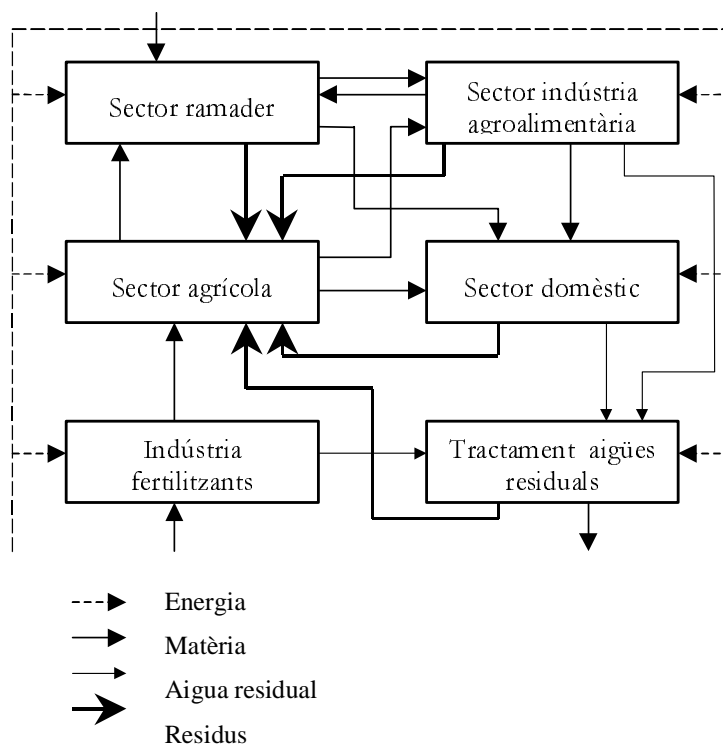 Sector ramader
Sector indústria
agroalimentària
Sector agrícola
Sector domèstic
Indústria
fertilitzants
Tractament aigües
residuals
Energia
Matèria
Aigua residual
Residus